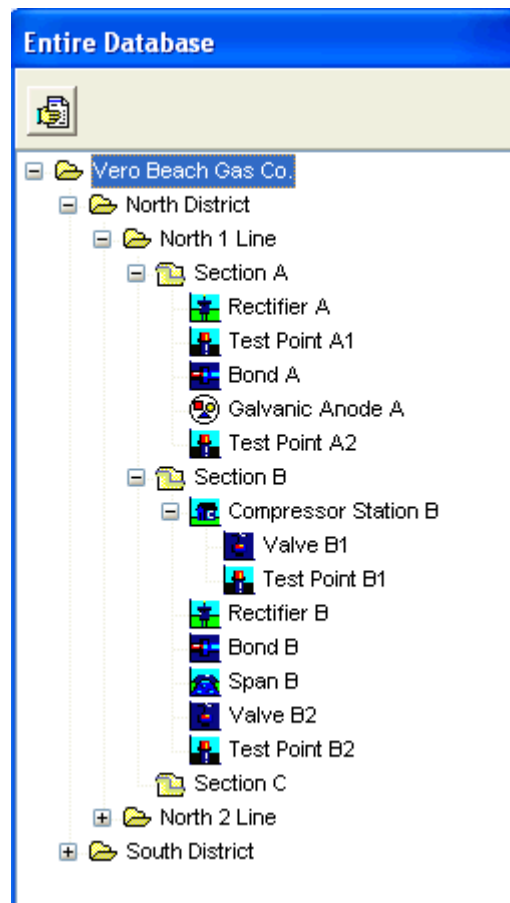 Entire Database
Vero Beach Gas Co.
North District
North 1 Line
Section A
Rectifier A
Test Point A1
Bond A
Galvanic Anode A
Test Point A2
Section B
Compressor Station B
Valve B1
Test Point B1
Rectifier B
Bond B
Span B
Valve B2
Test Point B2
Section C
North 2 Line
South District